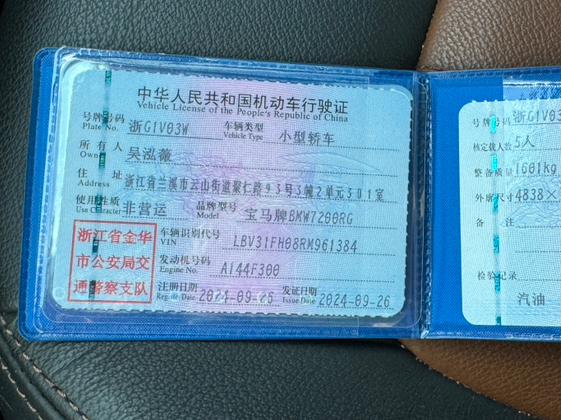 中华人民共和国机动车行驶证
Vehicle License of the People's Republic of China
号牌号码 浙G1V03W 车辆类型 小型轿车
Plate No. Vehicle Type
所有人 吴泓薇
Owner
住址 浙江省兰溪市云山街道聚仁路93号3幢2单元301室
Address
使用性质 非营运 品牌型号 宝马牌BMW7200RG
Use Character Model
浙江省金华
市公安局交
通警察支队
车辆识别代号 LBV31FH08RM961384
VIN
发动机号码 A144F300
Engine No.
注册日期 2024-09-25 发证日期 2024-09-26
Register Date Issue Date
号牌号码 浙G1V03
核定载人数 5人
整备质量 1601kg
外廓尺寸 4838×
备注
检验记录
汽油